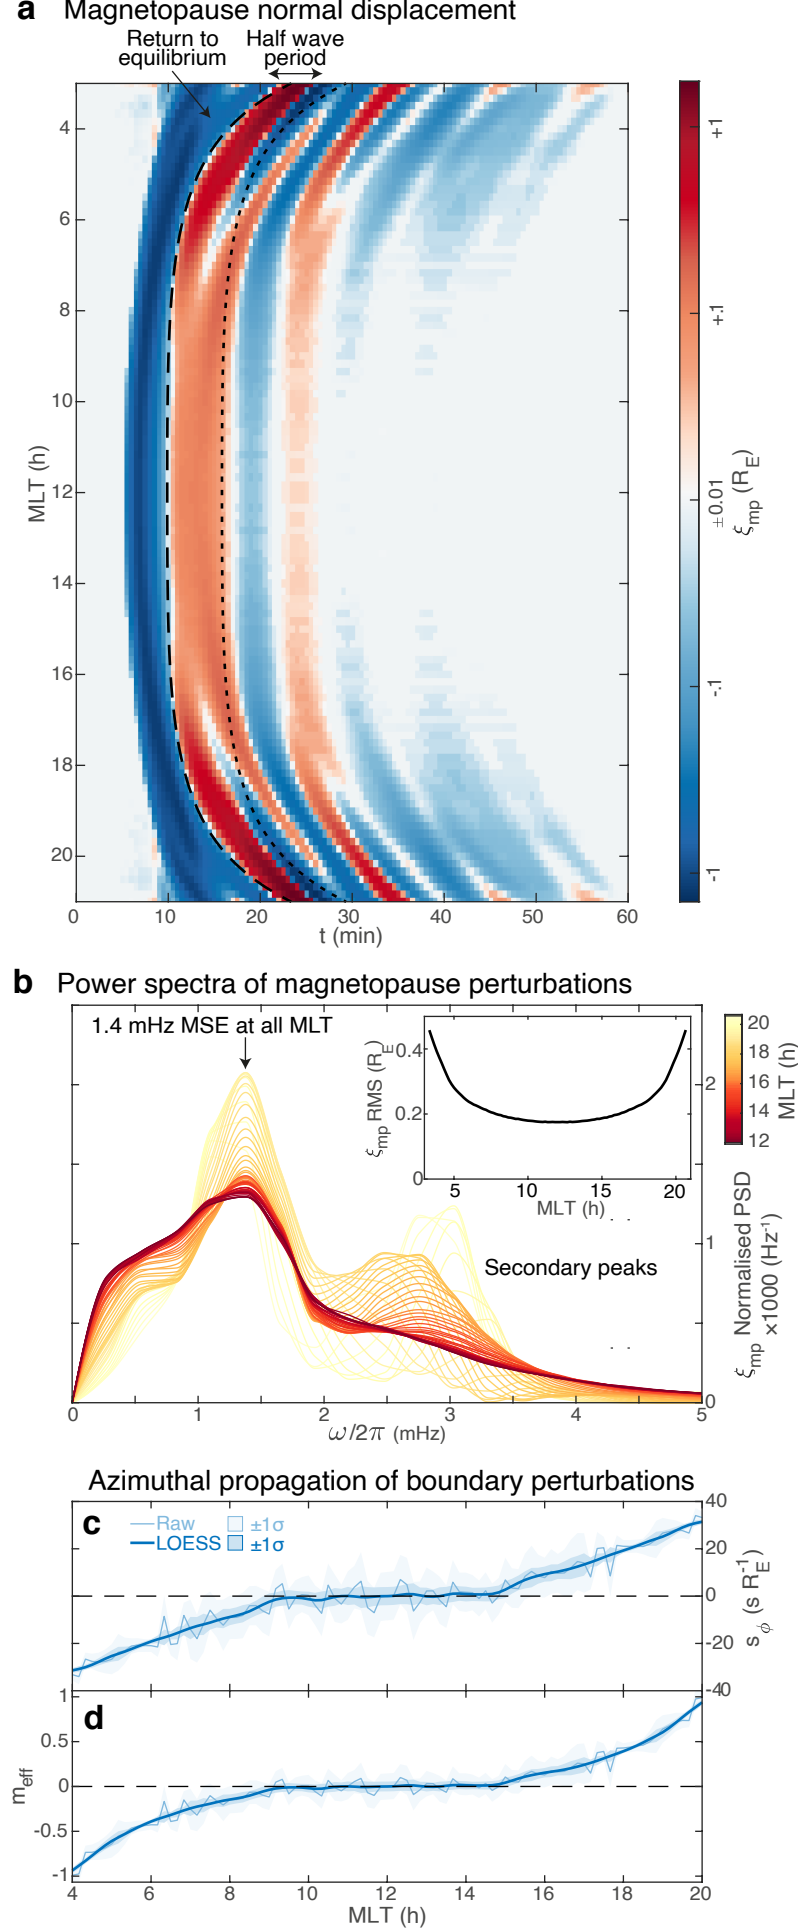 a Magnetopause normal displacement
Return to
equilibrium
Half wave
period
4
6
8
10
12
14
16
18
20
MLT (h)
0 10 20 30 40 50 60
t (min)
+1
+.1
±0.01
-.1
-1
ξmp (RE)
b Power spectra of magnetopause perturbations
1.4 mHz MSE at all MLT
ξmp RMS (RE)
0.4
0.2
0
5 10 15 20
MLT (h)
20
18
16
14
12
MLT (h)
2
1
0
ξmp Normalised PSD
×1000 (Hz-1)
Secondary peaks
0 1 2 3 4 5
ω/2π (mHz)
Azimuthal propagation of boundary perturbations
c
Raw ±1σ
LOESS ±1σ
40
20
0
-20
-40
sϕ (s RE-1)
d
1
0.5
0
-0.5
-1
meff
4 6 8 10 12 14 16 18 20
MLT (h)